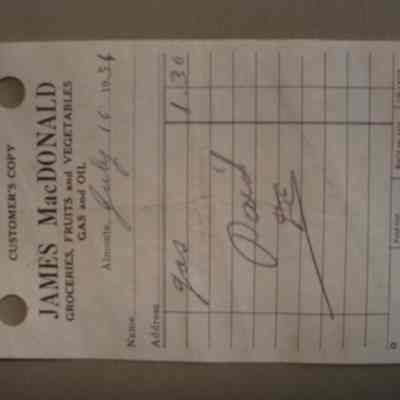 CUSTOMER'S COPY
JAMES MacDONALD
GROCERIES, FRUITS and VEGETABLES
GAS and OIL
Almonte, July 16 1936
Name
Address
gas 1.30
Paid